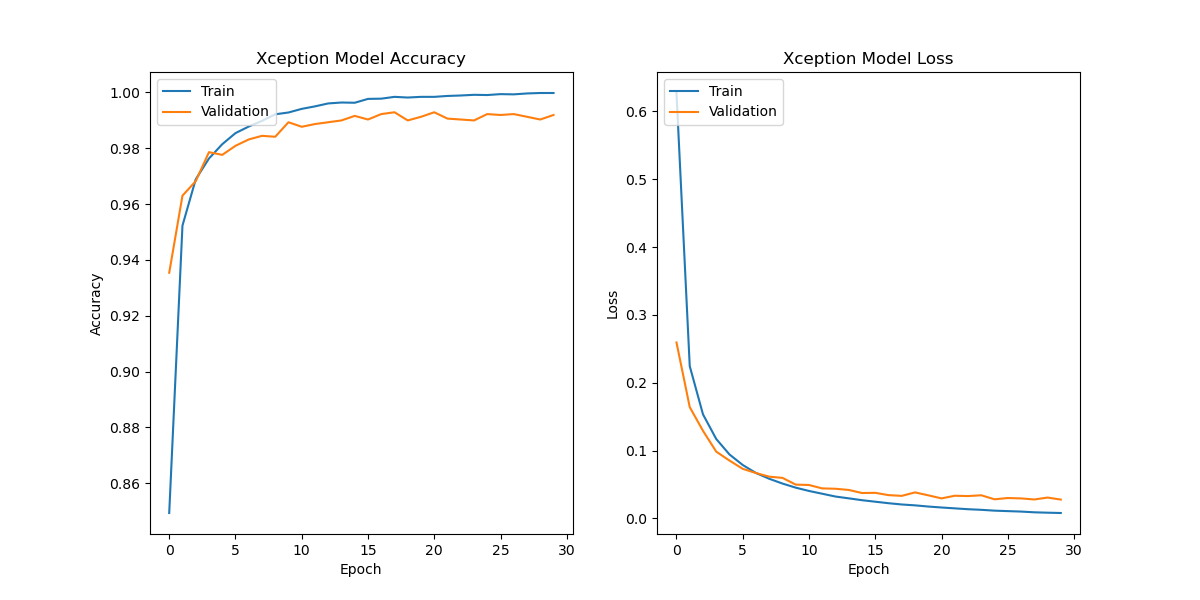 Xception Model Accuracy
Train
Validation
1.00
0.98
0.96
0.94
0.92
0.90
0.88
0.86
Accuracy
0 5 10 15 20 25 30
Epoch
Xception Model Loss
Train
Validation
0.6
0.5
0.4
0.3
0.2
0.1
0.0
Loss
0 5 10 15 20 25 30
Epoch